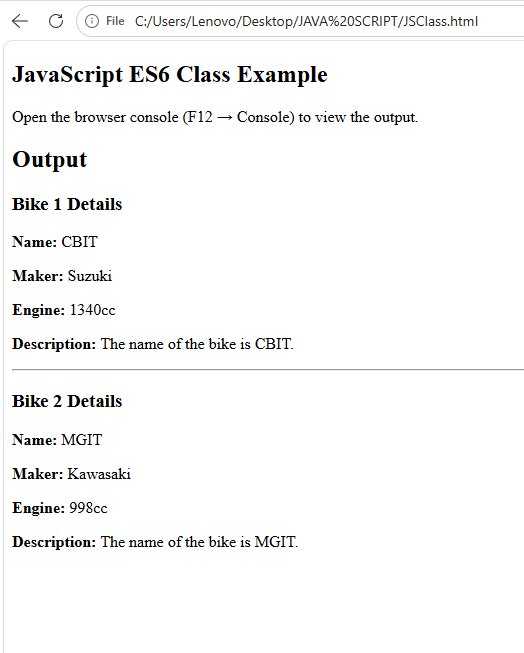 File C:/Users/Lenovo/Desktop/JAVA%20SCRIPT/JSClass.html
JavaScript ES6 Class Example
Open the browser console (F12 → Console) to view the output.
Output
Bike 1 Details
Name: CBIT
Maker: Suzuki
Engine: 1340cc
Description: The name of the bike is CBIT.
Bike 2 Details
Name: MGIT
Maker: Kawasaki
Engine: 998cc
Description: The name of the bike is MGIT.